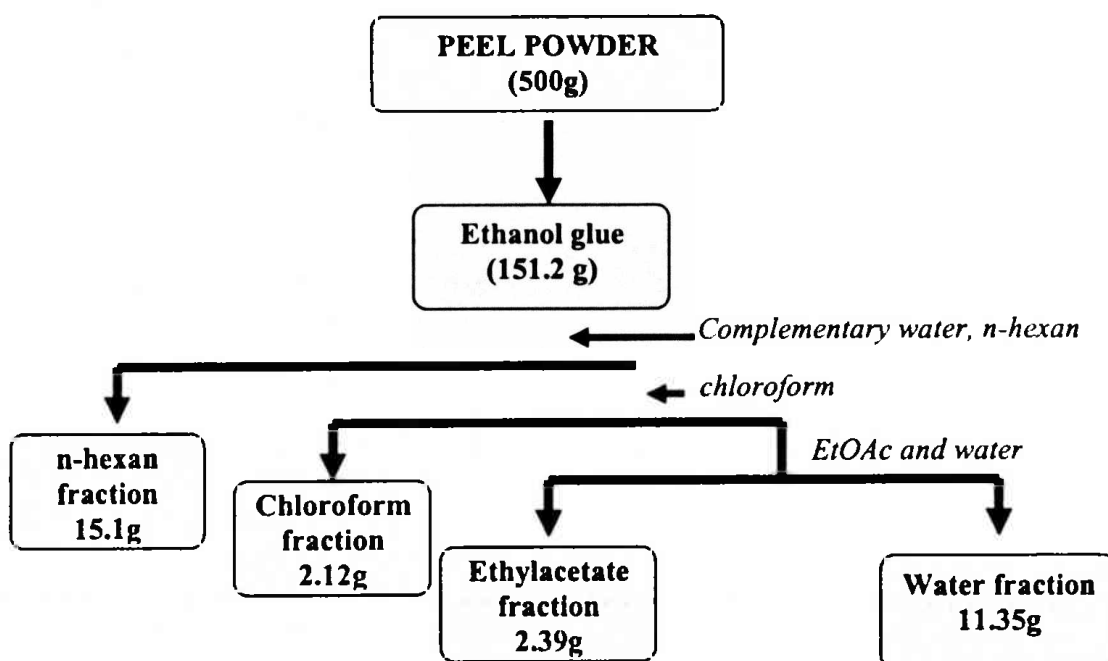 PEEL POWDER
(500g)
Ethanol glue
(151.2 g)
Complementary water, n-hexan
chloroform
n-hexan
fraction
15.1g
Chloroform
fraction
2.12g
EtOAc and water
Ethylacetate
fraction
2.39g
Water fraction
11.35g